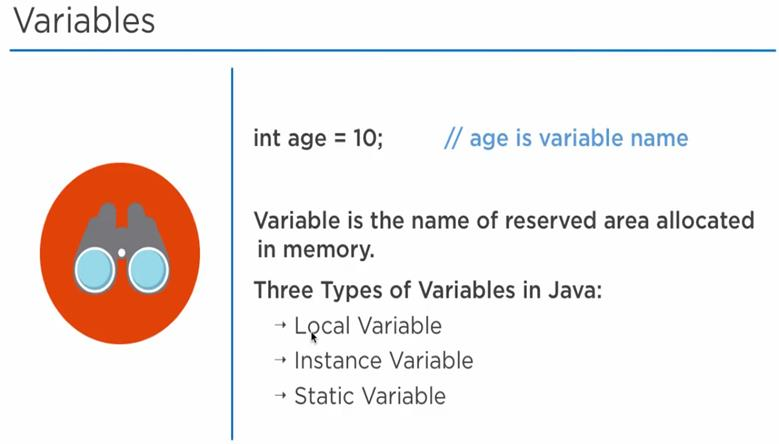 Variables
int age = 10; // age is variable name
Variable is the name of reserved area allocated
in memory.
Three Types of Variables in Java:
→ Local Variable
→ Instance Variable
→ Static Variable